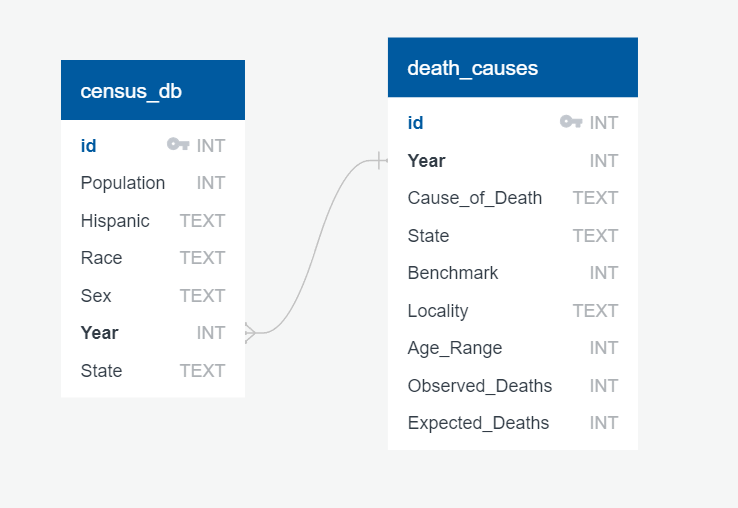 census_db
id INT
Population INT
Hispanic TEXT
Race TEXT
Sex TEXT
Year INT
State TEXT
death_causes
id INT
Year INT
Cause_of_Death TEXT
State TEXT
Benchmark INT
Locality TEXT
Age_Range INT
Observed_Deaths INT
Expected_Deaths INT